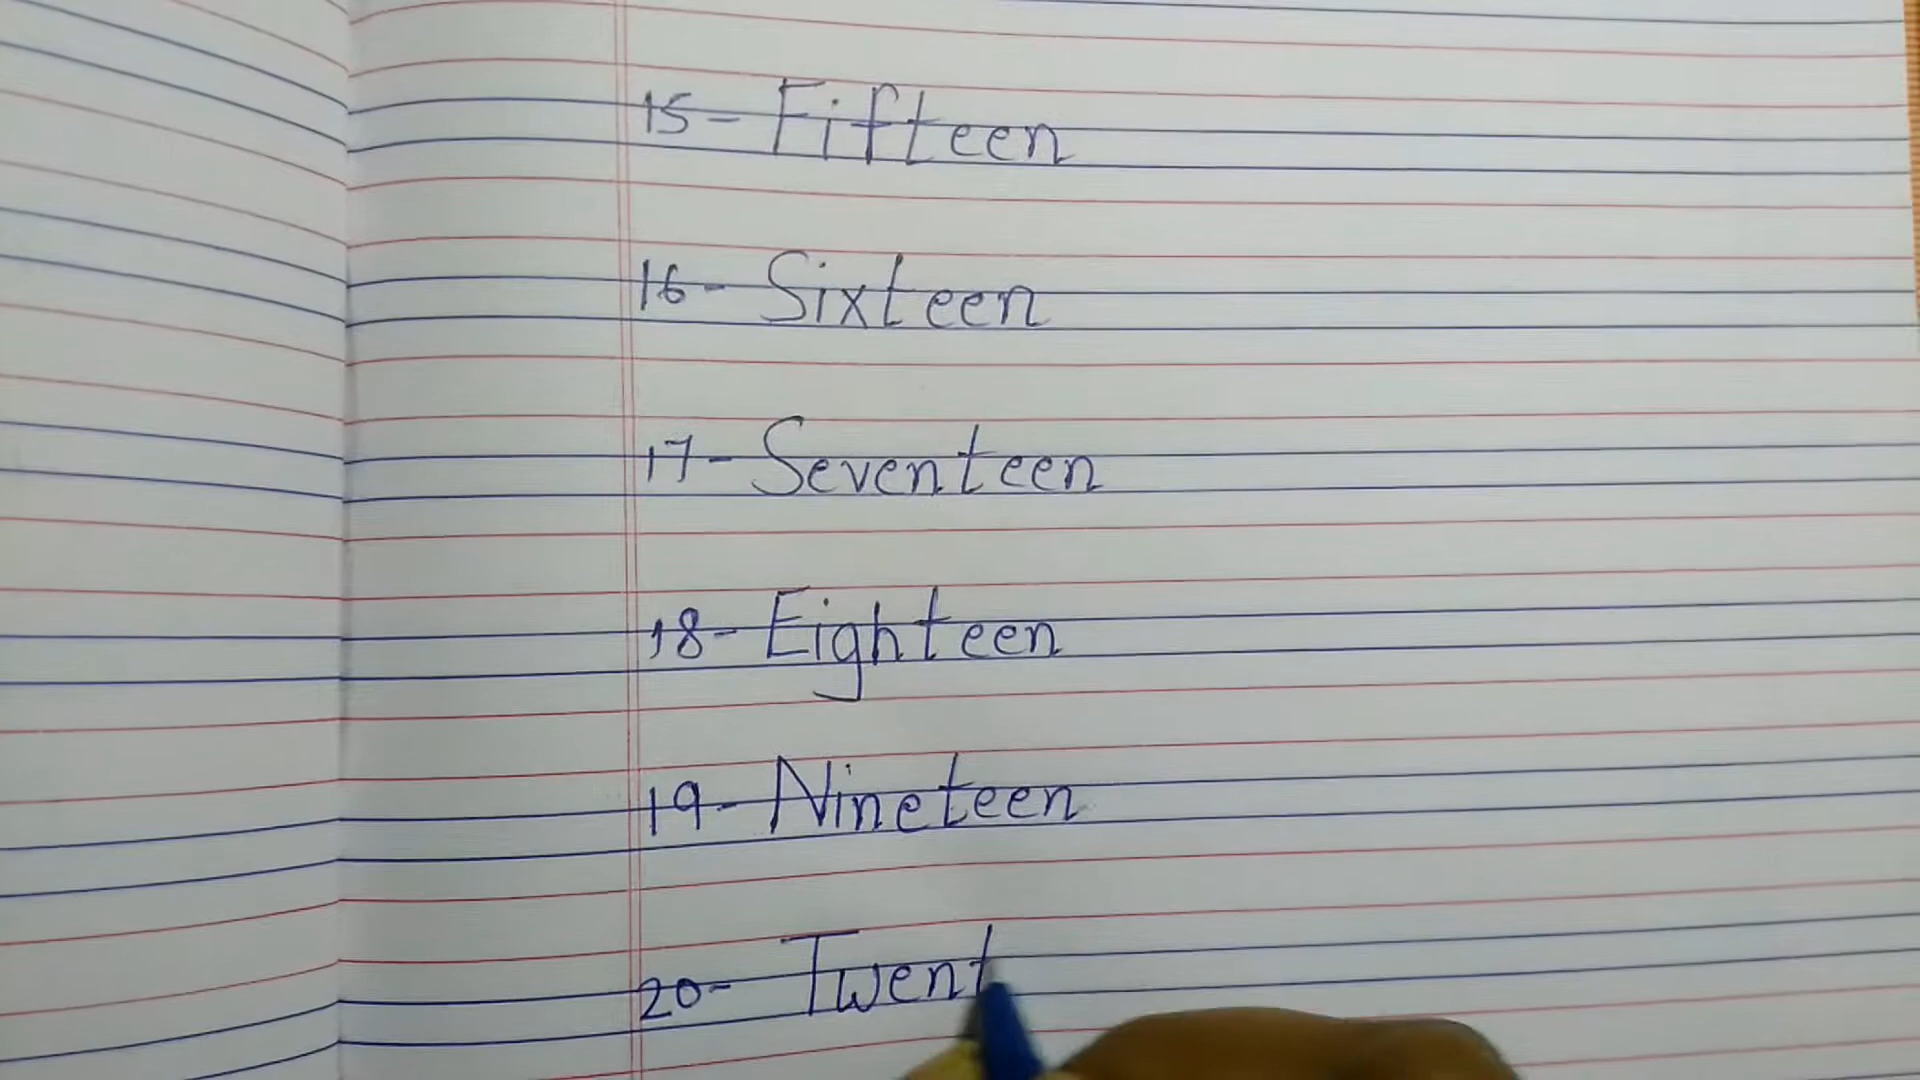 15- Fifteen
16- Sixteen
17- Seventeen
18- Eighteen
19- Nineteen
20- Twent